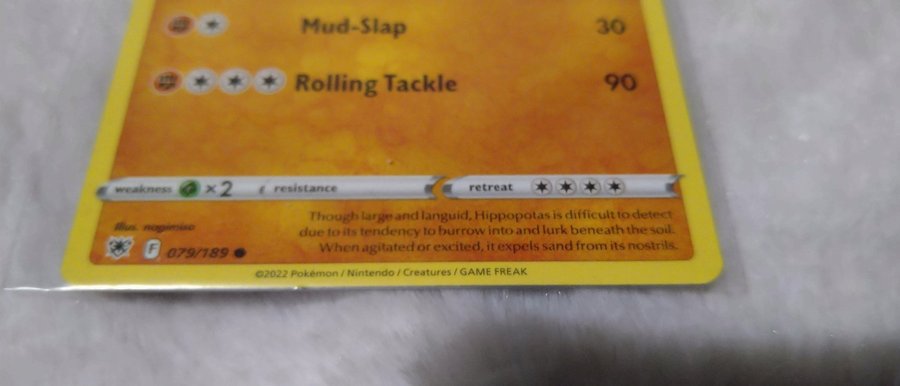 Mud-Slap 30
Rolling Tackle 90
weakness ×2 resistance retreat
Though large and languid, Hippopotas is difficult to detect
due to its tendency to burrow into and lurk beneath the soil.
When agitated or excited, it expels sand from its nostrils.
Illus. nagimiso
F 079/189
©2022 Pokémon / Nintendo / Creatures / GAME FREAK